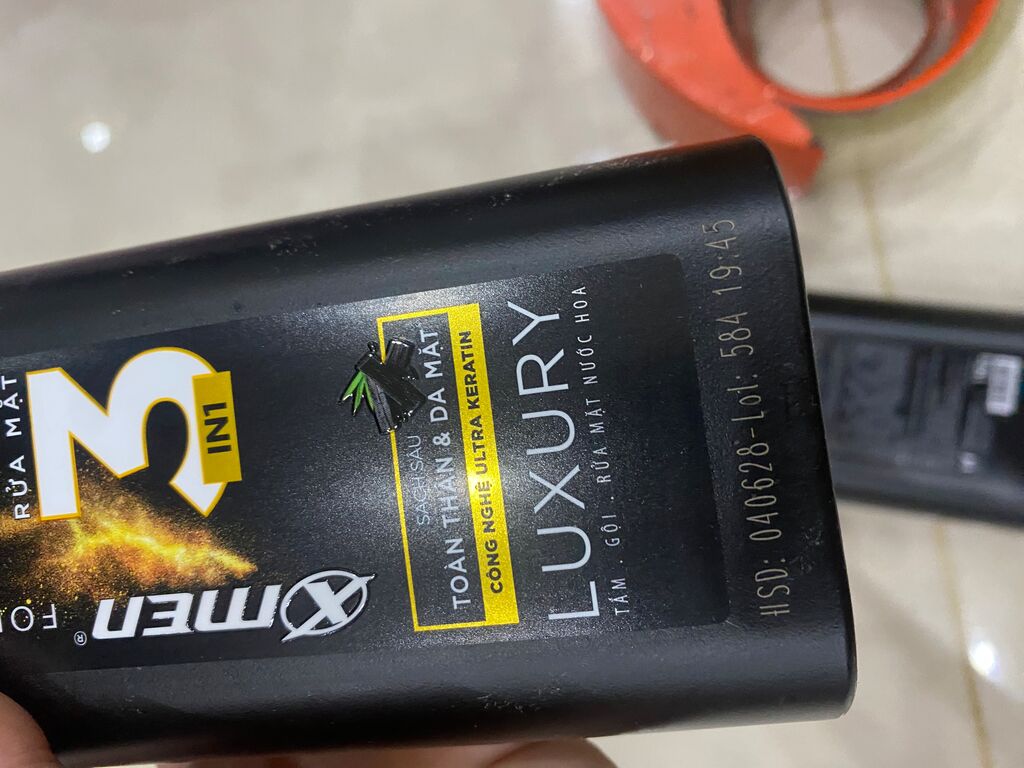 Xmen®
3
IN1
RỬA MẶT
SẠCH SÂU
TOÀN THÂN & DA MẶT
CÔNG NGHỆ ULTRA KERATIN
LUXURY
TẮM . GỘI . RỬA MẶT NƯỚC HOA
HSD: 040628-Lot: 584 19:45